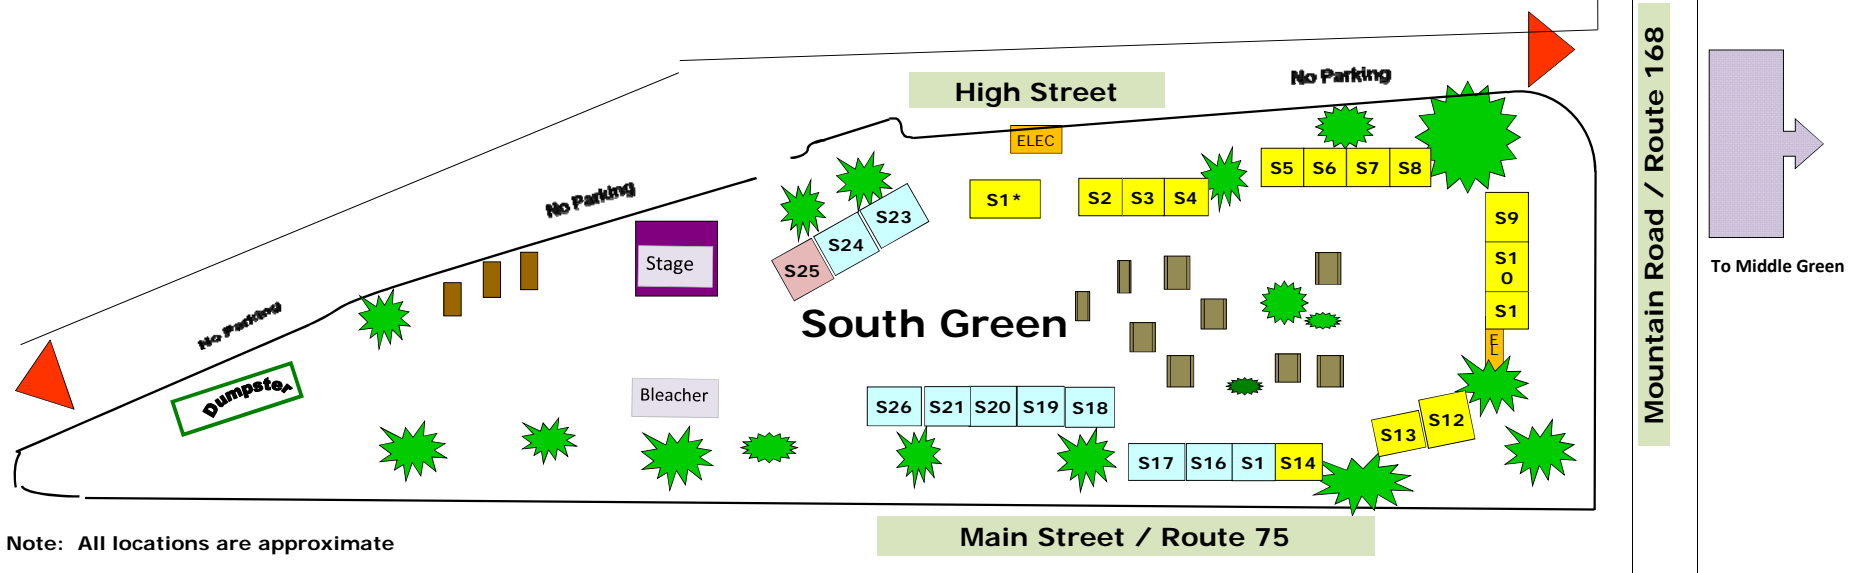 High Street
No Parking
Mountain Road / Route 168
ELEC
S5 S6 S7 S8
S1* S2 S3 S4
No Parking
S23
S24
S25
S9
S1
0
S1
E
L
Stage
To Middle Green
South Green
No Parking
Dumpster
Bleacher
S26 S21 S20 S19 S18
S12
S13
S17 S16 S1 S14
Main Street / Route 75
Note: All locations are approximate